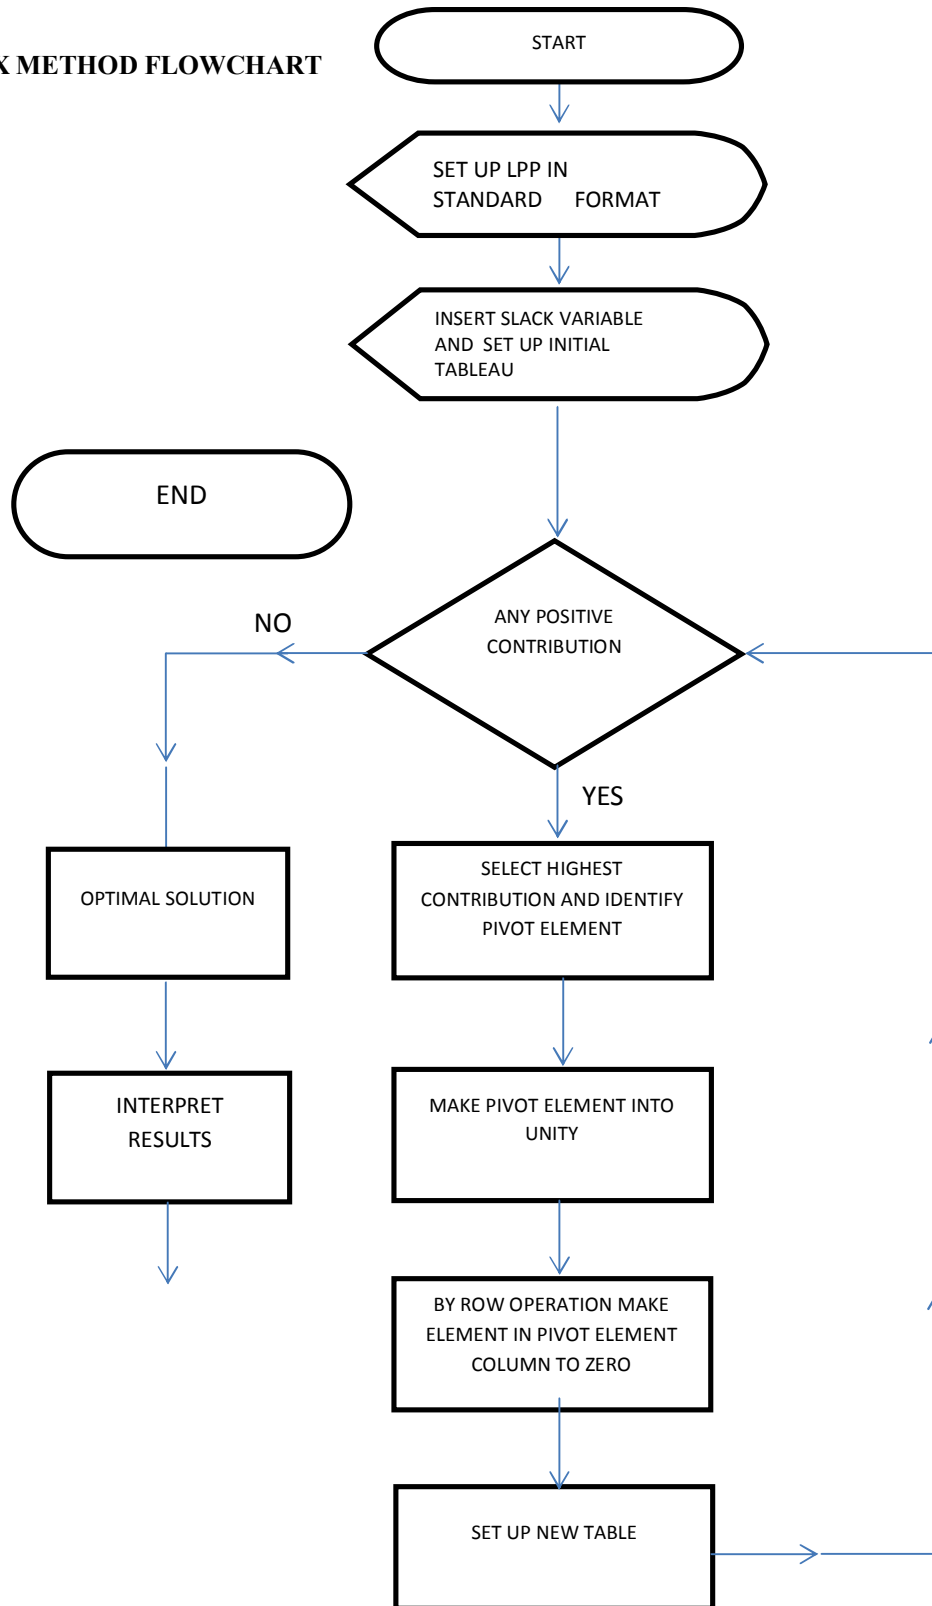 X METHOD FLOWCHART
START
SET UP LPP IN
STANDARD FORMAT
INSERT SLACK VARIABLE
AND SET UP INITIAL
TABLEAU
END
ANY POSITIVE
CONTRIBUTION
NO
YES
OPTIMAL SOLUTION
SELECT HIGHEST
CONTRIBUTION AND IDENTIFY
PIVOT ELEMENT
INTERPRET
RESULTS
MAKE PIVOT ELEMENT INTO
UNITY
BY ROW OPERATION MAKE
ELEMENT IN PIVOT ELEMENT
COLUMN TO ZERO
SET UP NEW TABLE